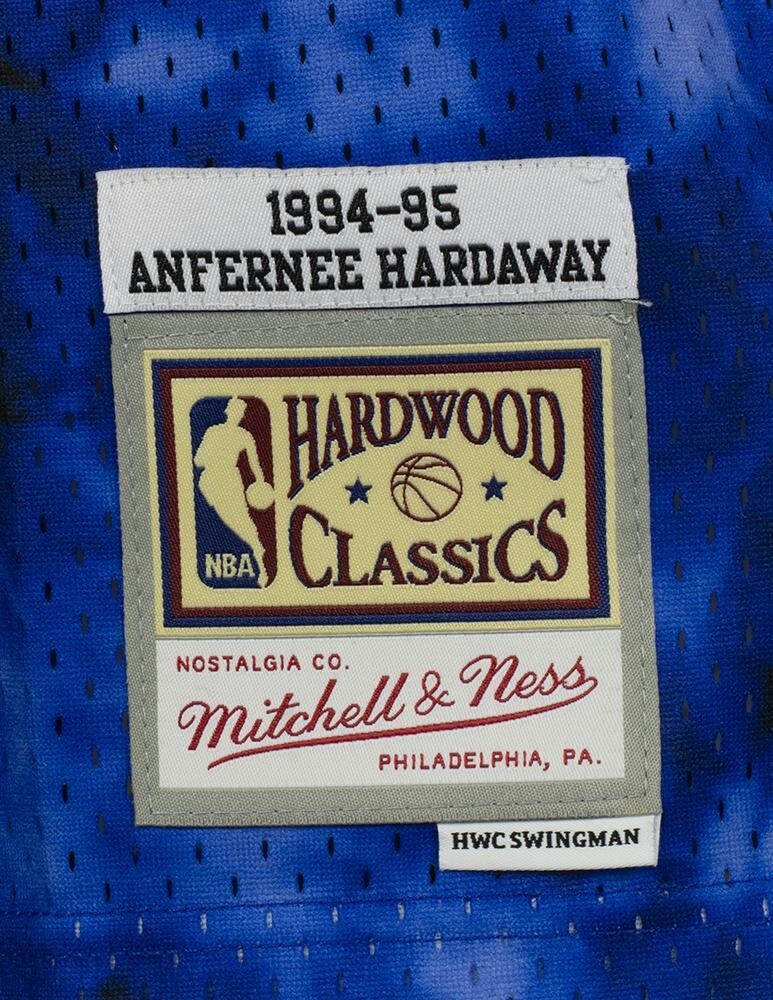 1994-95
ANFERNEE HARDAWAY
HARDWOOD
CLASSICS
NBA
NOSTALGIA CO.
Mitchell & Ness
PHILADELPHIA, PA.
HWC SWINGMAN